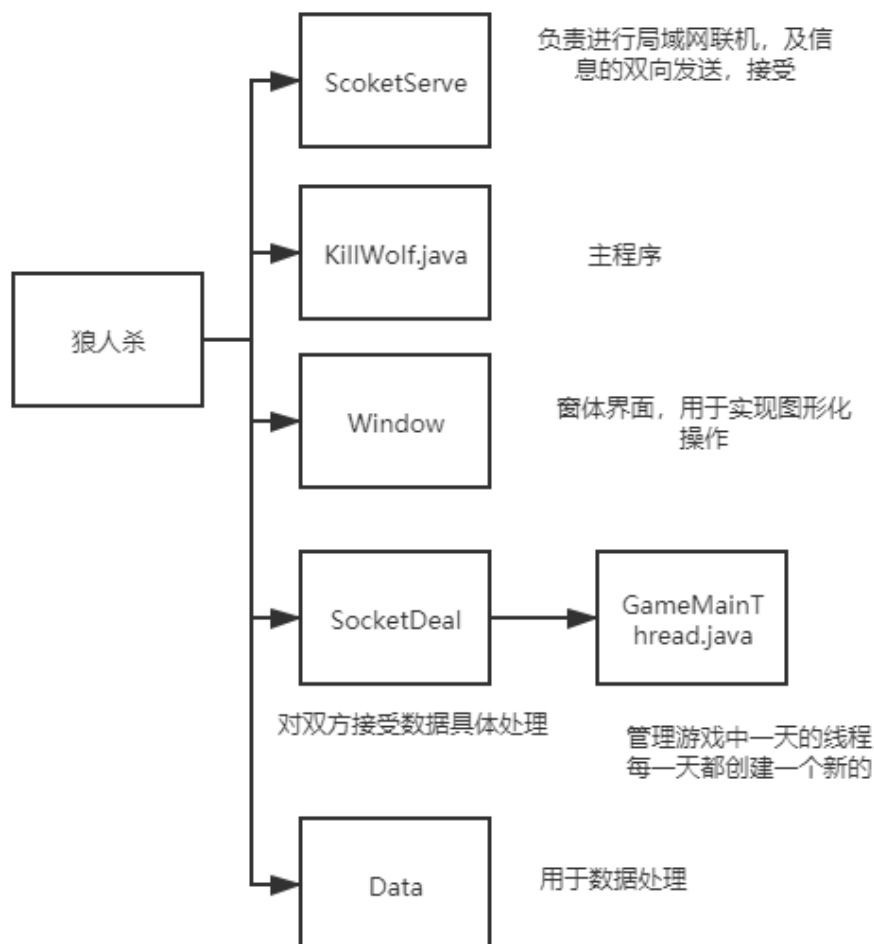 ScoketServe
负责进行局域网联机，及信
息的双向发送，接受
KillWolf.java
主程序
狼人杀
Window
窗体界面，用于实现图形化
操作
SocketDeal
GameMainT
hread.java
对双方接受数据具体处理
管理游戏中一天的线程
每一天都创建一个新的
Data
用于数据处理